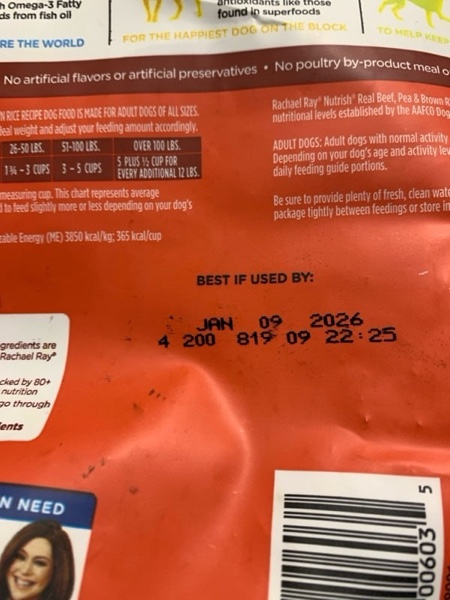 h Omega-3 Fatty
ds from fish oil
antioxidants like those
found in superfoods
RE THE WORLD
FOR THE HAPPIEST DOG ON THE BLOCK
TO HELP KEEP
No artificial flavors or artificial preservatives • No poultry by-product meal o
N RICE RECIPE DOG FOOD IS MADE FOR ADULT DOGS OF ALL SIZES.
deal weight and adjust your feeding amount accordingly.
26-50 LBS. 51-100 LBS. OVER 100 LBS.
1¾ - 3 CUPS 3 - 5 CUPS 5 PLUS ⅓ CUP FOR
EVERY ADDITIONAL 12 LBS.
measuring cup. This chart represents average
d to feed slightly more or less depending on your dog's
zable Energy (ME) 3850 kcal/kg; 365 kcal/cup
Rachael Ray® Nutrish® Real Beef, Pea & Brown R
nutritional levels established by the AAFCO Dog
ADULT DOGS: Adult dogs with normal activity
Depending on your dog's age and activity lev
daily feeding guide portions.
Be sure to provide plenty of fresh, clean wate
package tightly between feedings or store in
BEST IF USED BY:
JAN 09 2026
4 200 819 09 22:25
gredients are
Rachael Ray®
cked by 80+
nutrition
go through
ents
N NEED
00603 5